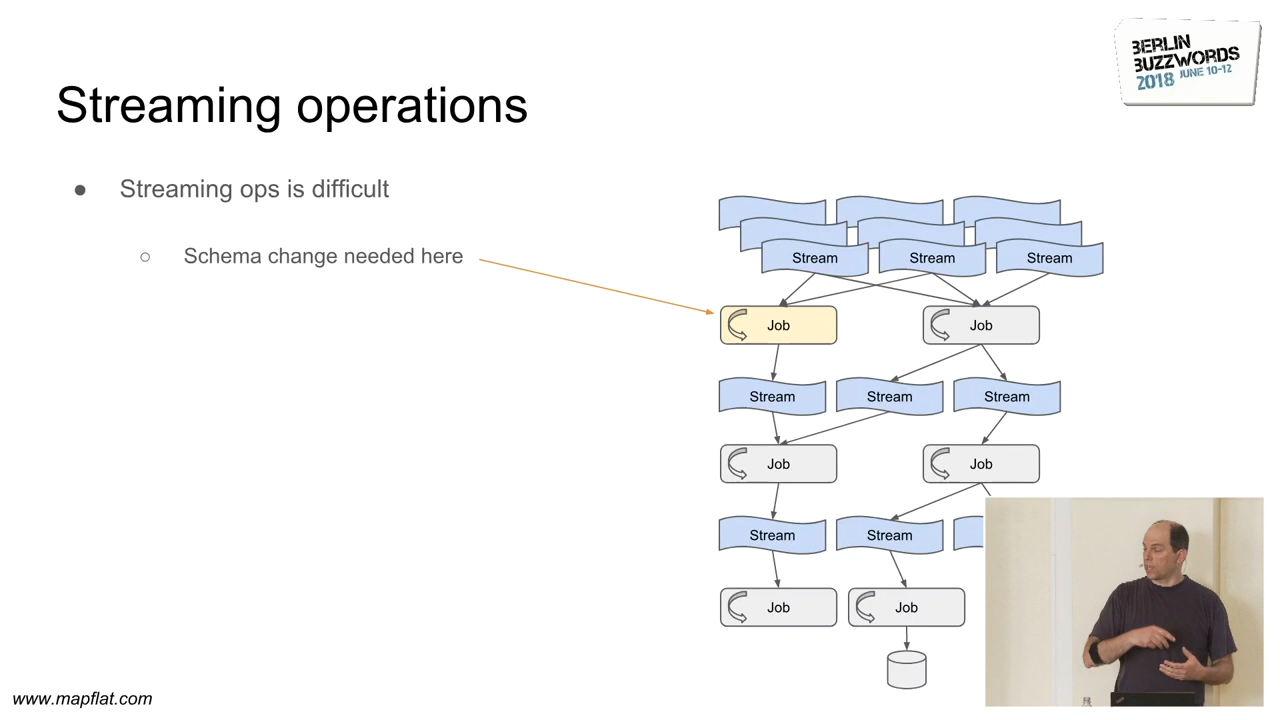 BERLIN
BUZZWORDS
2018 JUNE 10-12
Streaming operations
● Streaming ops is difficult
○ Schema change needed here
Stream Stream Stream
Job Job
Stream Stream Stream
Job Job
Stream Stream
Job Job
www.mapflat.com